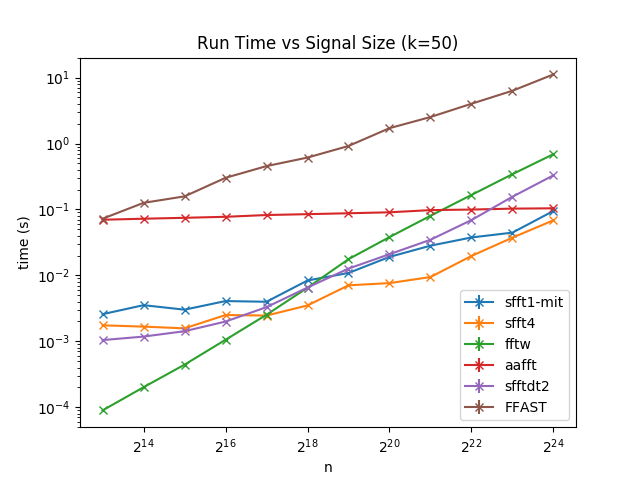 Run Time vs Signal Size (k=50)
time (s)
10^1
10^0
10^-1
10^-2
10^-3
10^-4
2^14 2^16 2^18 2^20 2^22 2^24
n
sfft1-mit
sfft4
fftw
aafft
sfftdt2
FFAST